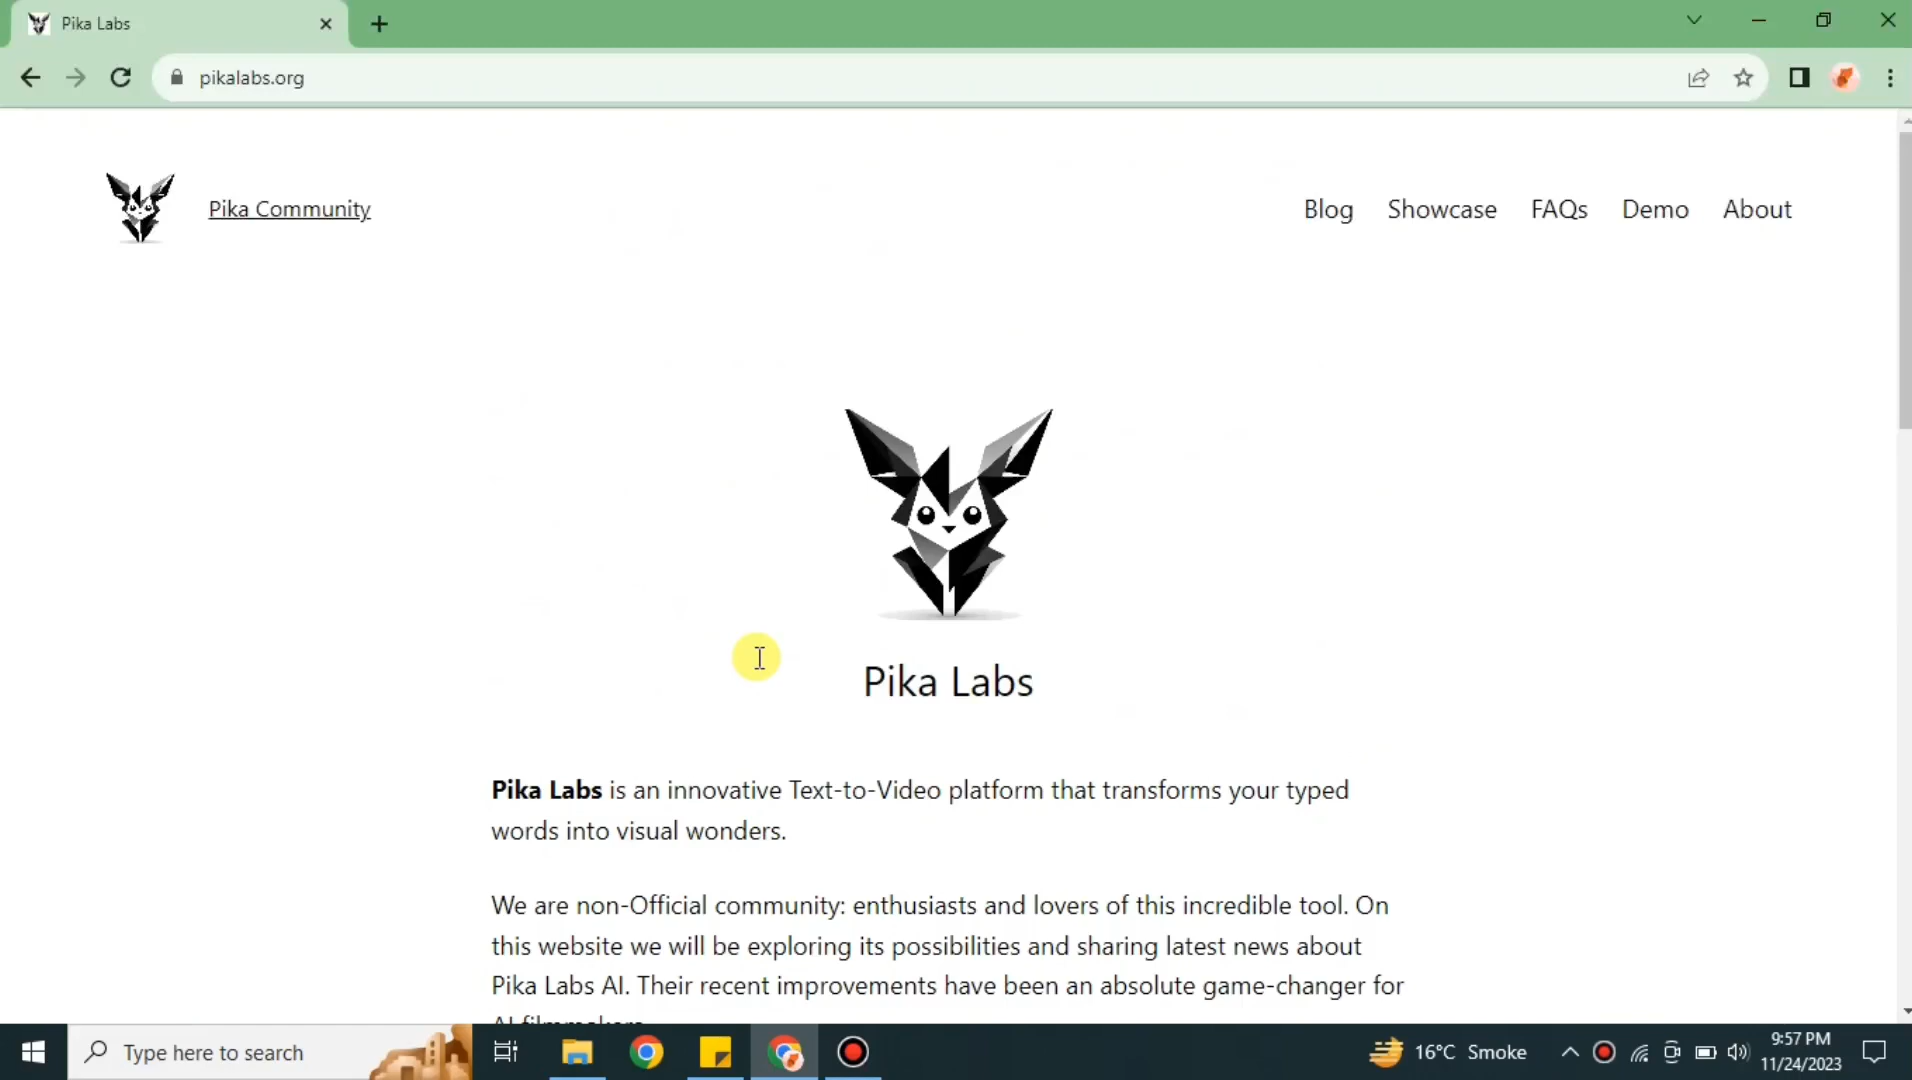 Pika Labs
pikalabs.org
Pika Community
Blog Showcase FAQs Demo About
Pika Labs
Pika Labs is an innovative Text-to-Video platform that transforms your typed
words into visual wonders.
We are non-Official community: enthusiasts and lovers of this incredible tool. On
this website we will be exploring its possibilities and sharing latest news about
Pika Labs AI. Their recent improvements have been an absolute game-changer for
AI filmmakers
Type here to search
16°C Smoke
9:57 PM
11/24/2023